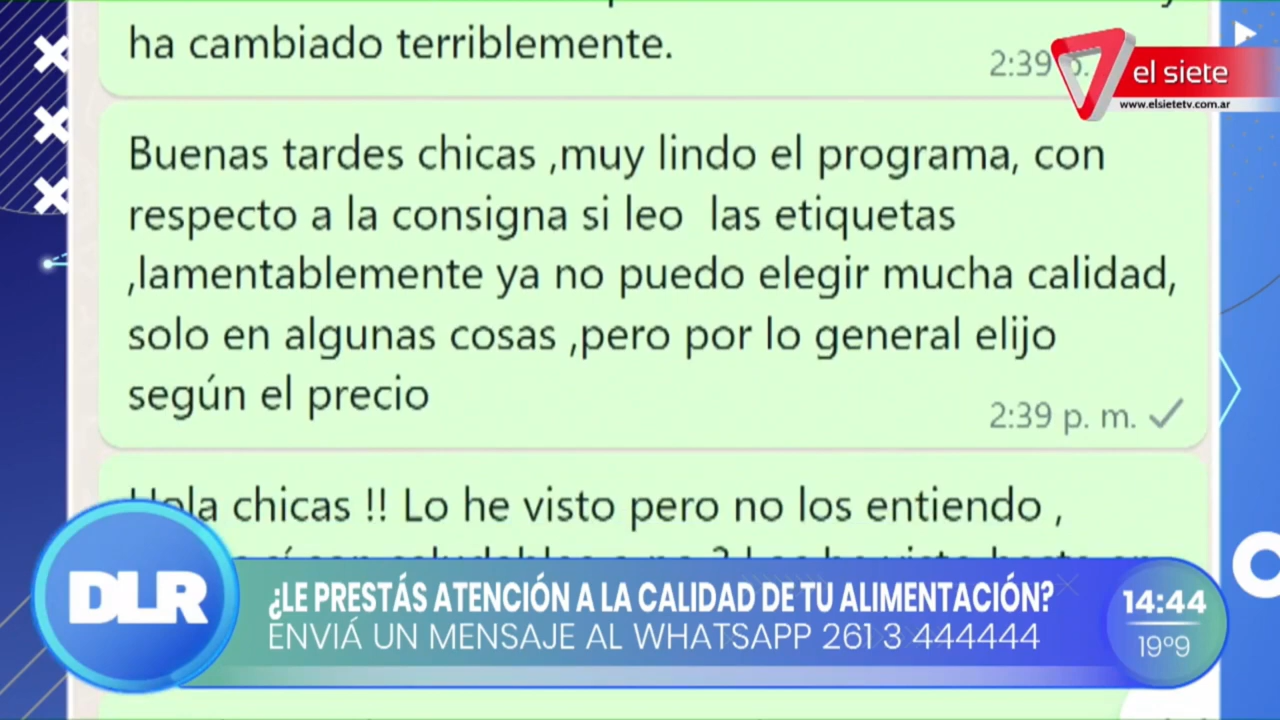 ha cambiado terriblemente.
2:39 p.
el siete
www.elsietetv.com.ar
Buenas tardes chicas ,muy lindo el programa, con
respecto a la consigna si leo  las etiquetas
,lamentablemente ya no puedo elegir mucha calidad,
solo en algunas cosas ,pero por lo general elijo
según el precio
2:39 p. m.
Hola chicas !! Lo he visto pero no los entiendo ,
DLR
¿LE PRESTÁS ATENCIÓN A LA CALIDAD DE TU ALIMENTACIÓN?
ENVIÁ UN MENSAJE AL WHATSAPP 261 3 444444
14:44
19º9